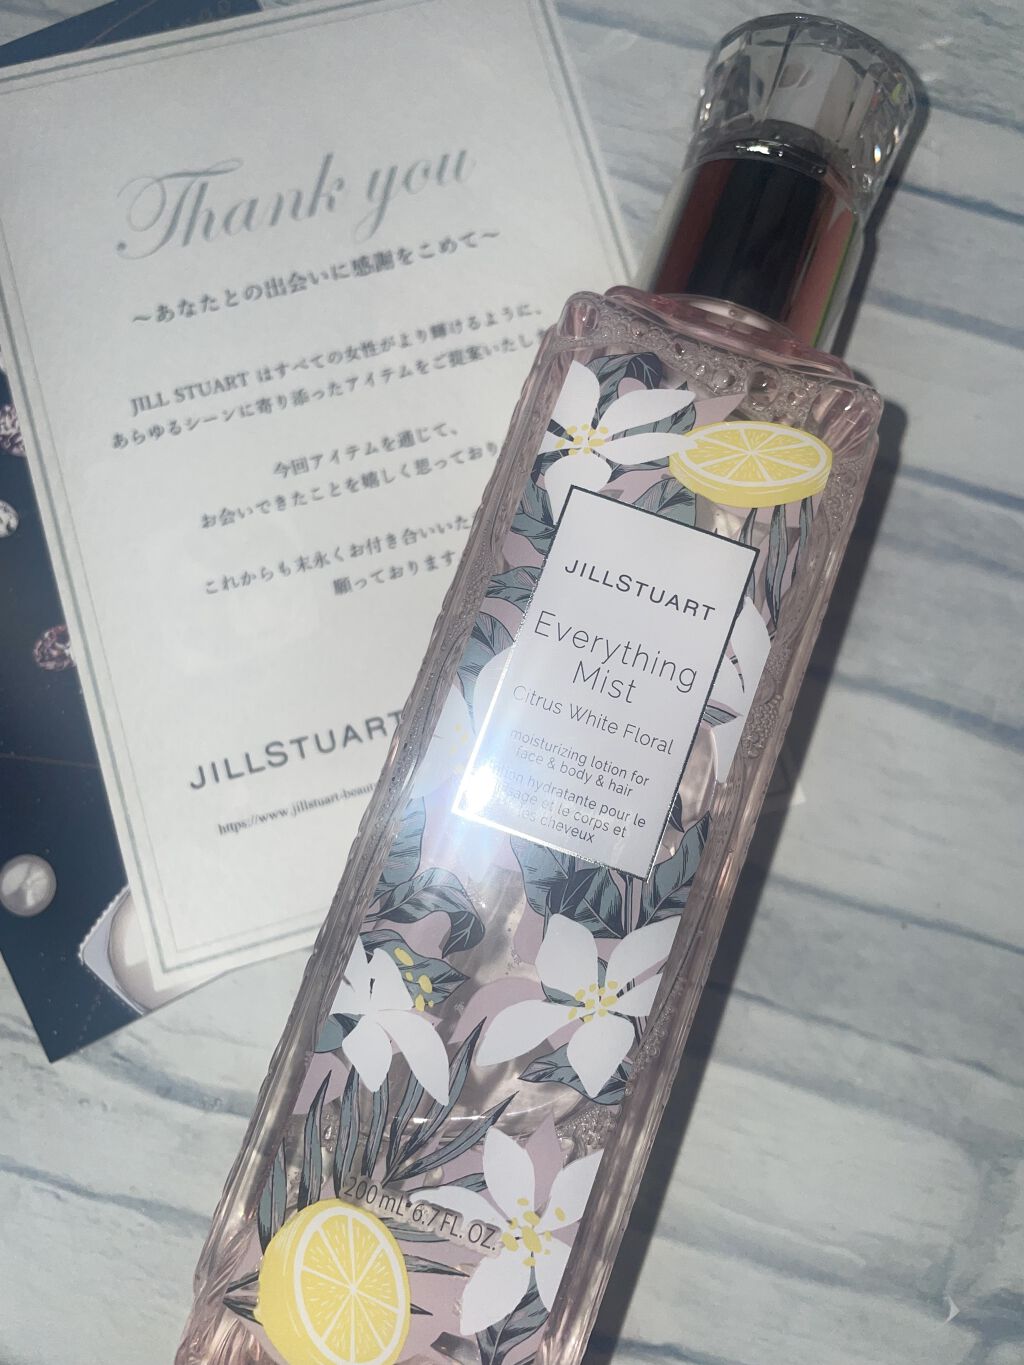 Thank you
～あなたとの出会いに感謝をこめて～
JILL STUART はすべての女性がより輝けるように、
あらゆるシーンに寄り添ったアイテムをご提案いたし
今回アイテムを通じて、
お会いできたことを嬉しく思っており
これからも末永くお付き合いいた
願っております
JILLSTUART
https://www.jillstuart-beau
JILLSTUART
Everything
Mist
Citrus White Floral
moisturizing lotion for
face & body & hair
hydratante pour le
et le corps et
les cheveux
200 mL 6.7 FL. OZ.